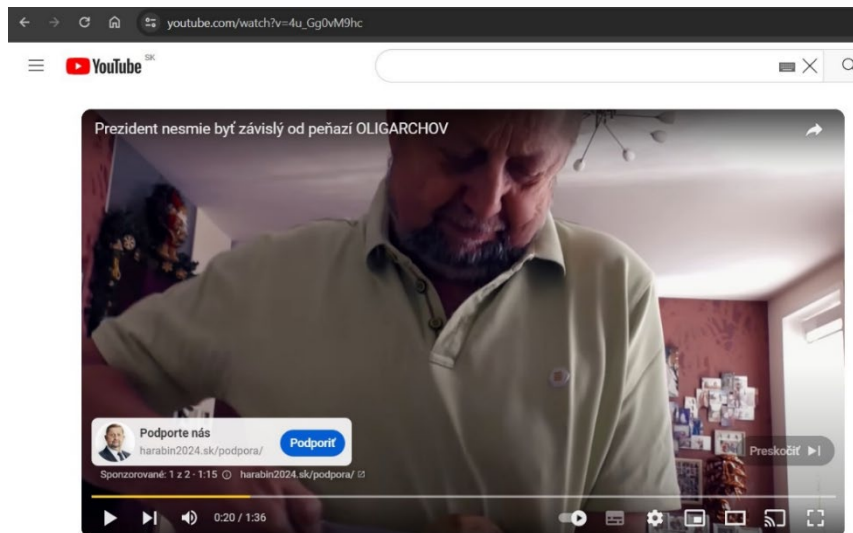 youtube.com/watch?v=4u_Gg0vM9hc
YouTube SK
Prezident nesmie byť závislý od peňazí OLIGARCHOV
Podporte nás
harabin2024.sk/podpora/
Podporiť
Preskočiť
Sponzorované: 1 z 2 · 1:15 harabin2024.sk/podpora/
0:20 / 1:36